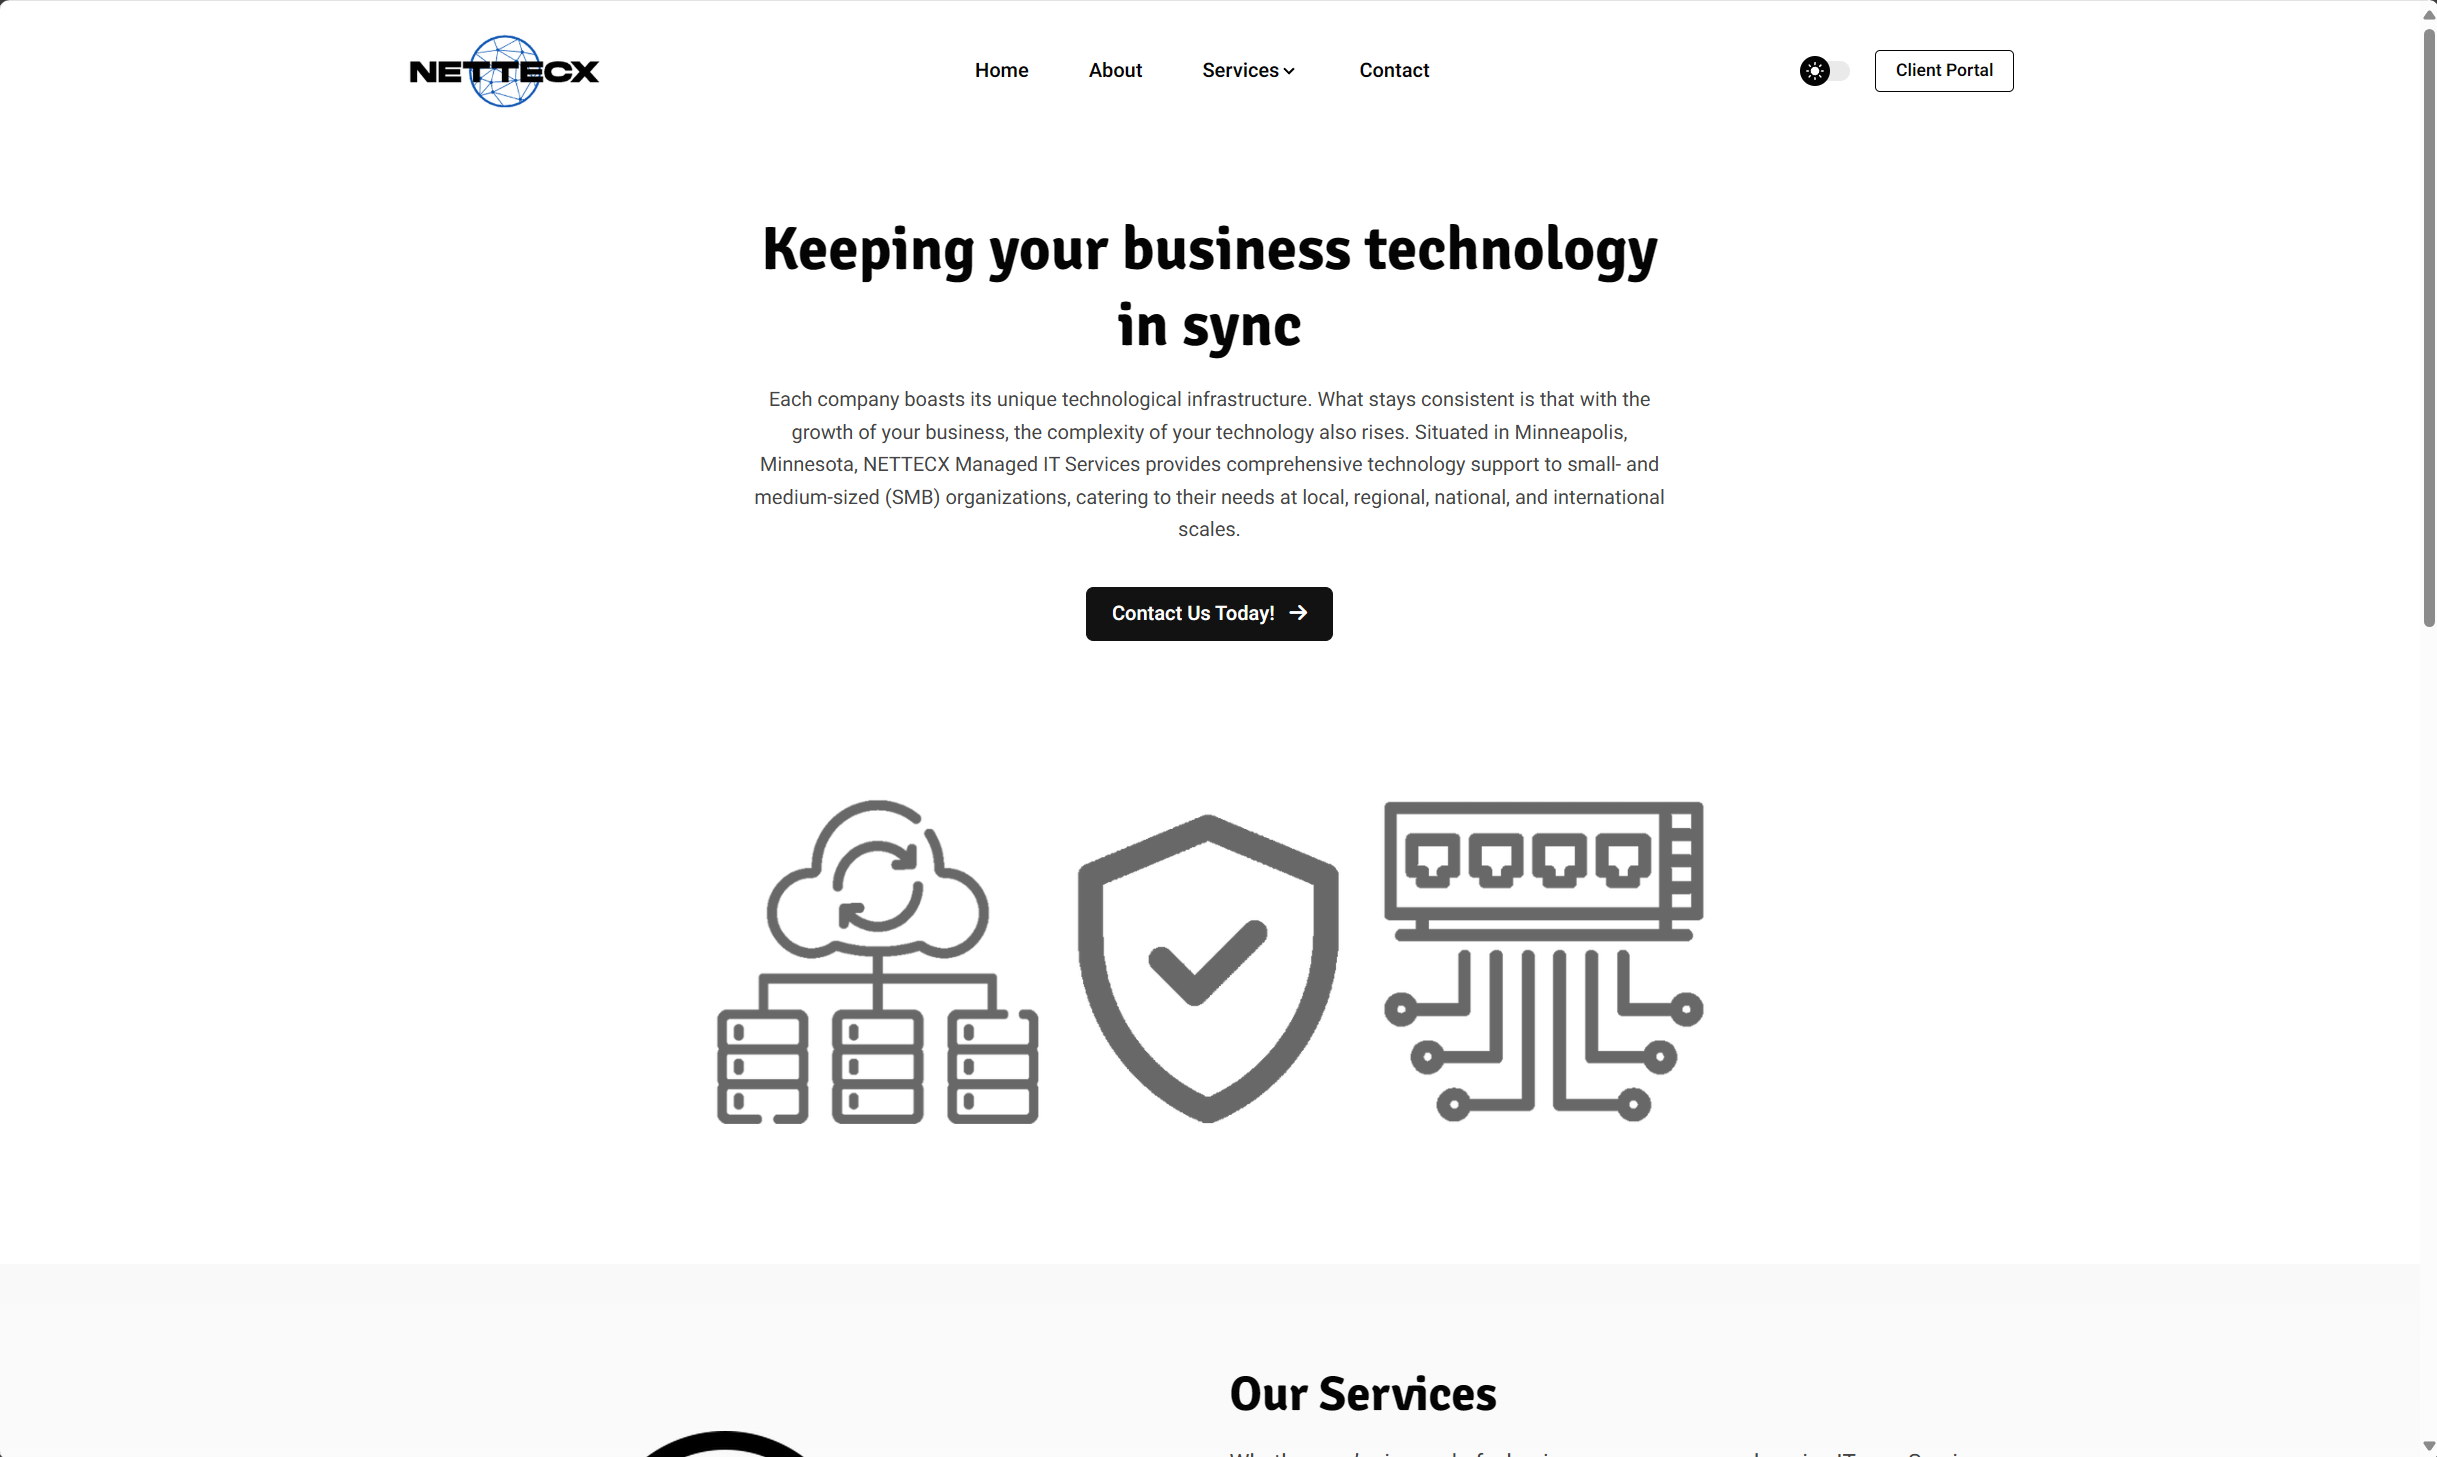 NETTECX
Home
About
Services
Contact
Client Portal
Keeping your business technology
in sync
Each company boasts its unique technological infrastructure. What stays consistent is that with the
growth of your business, the complexity of your technology also rises. Situated in Minneapolis,
Minnesota, NETTECX Managed IT Services provides comprehensive technology support to small- and
medium-sized (SMB) organizations, catering to their needs at local, regional, national, and international
scales.
Contact Us Today!
Our Services